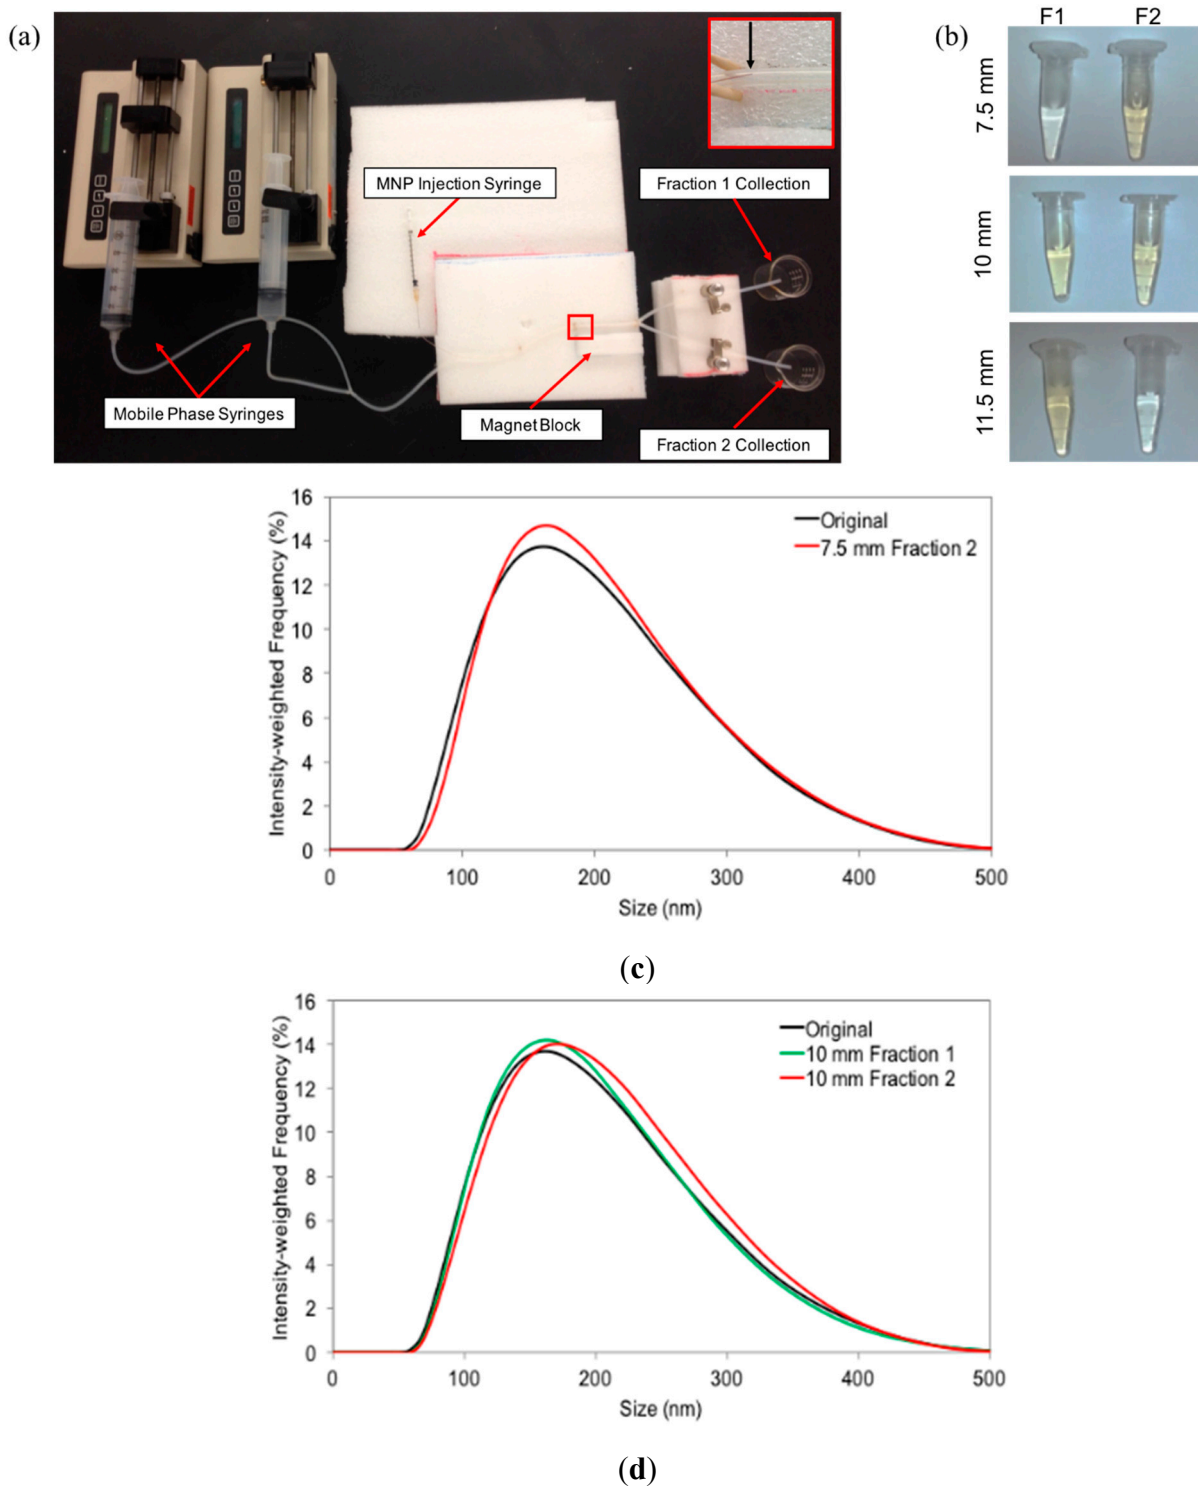 (a)
MNP Injection Syringe
Fraction 1 Collection
Mobile Phase Syringes
Magnet Block
Fraction 2 Collection
(b)
F1 F2
7.5 mm
10 mm
11.5 mm
Intensity-weighted Frequency (%)
16
14
12
10
8
6
4
2
0
Original
7.5 mm Fraction 2
0 100 200 300 400 500
Size (nm)
(c)
Intensity-weighted Frequency (%)
16
14
12
10
8
6
4
2
0
Original
10 mm Fraction 1
10 mm Fraction 2
0 100 200 300 400 500
Size (nm)
(d)